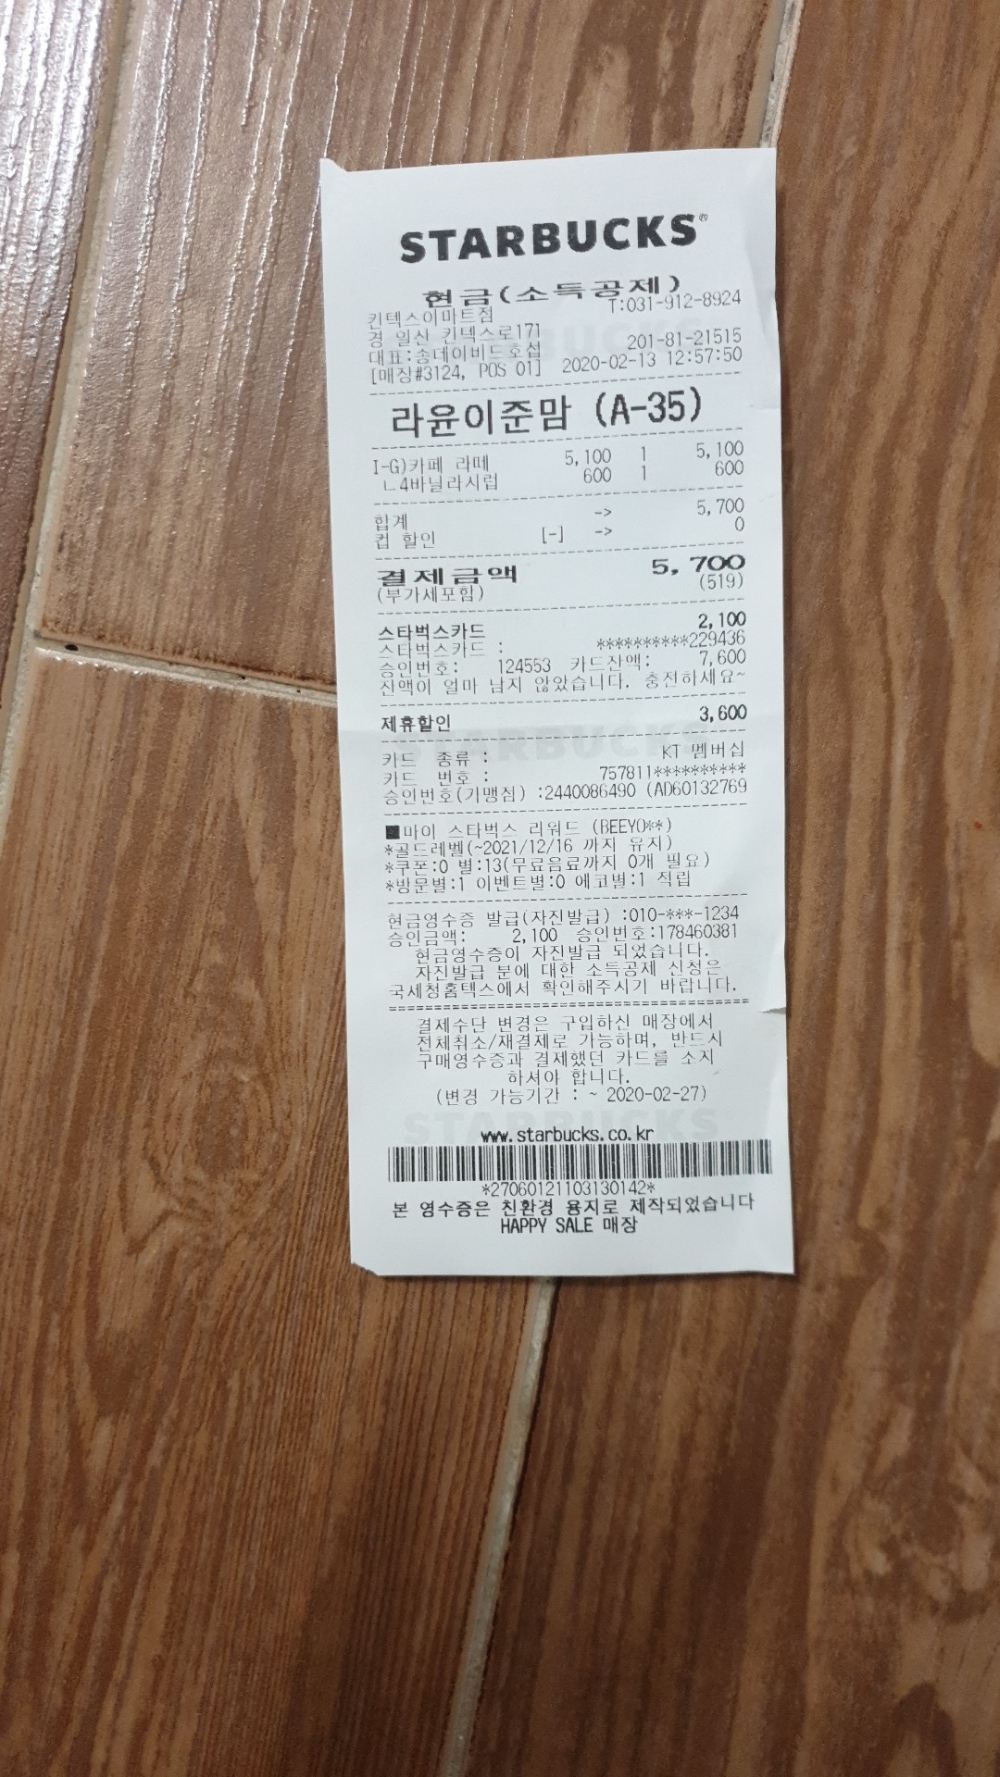 STARBUCKS®
현금(소득공제)
킨텍스이마트점 T:031-912-8924
경 일산 킨텍스로171
대표:송데이비드호섭 201-81-21515
[매장#3124, POS 01] 2020-02-13 12:57:50
라윤이준맘 (A-35)
I-G)카페 라떼 5,100 1 5,100
ㄴ4바닐라시럽 600 1 600
합계 -> 5,700
컵 할인 [-] -> 0
결제금액 5,700
(부가세포함) (519)
스타벅스카드 2,100
스타벅스카드 : **********229436
승인번호: 124553 카드잔액: 7,600
잔액이 얼마 남지 않았습니다. 충전하세요~
제휴할인 3,600
카드 종류 : KT 멤버십
카드 번호 : 757811**********
승인번호(기맹점) :2440086490 (AD60132769
■마이 스타벅스 리워드 (BEEYO**)
*골드레벨(~2021/12/16 까지 유지)
*쿠폰:0 별:13(무료음료까지 0개 필요)
*방문별:1 이벤트별:0 에코별:1 적립
현금영수증 발급(자진발급) :010-***-1234
승인금액: 2,100 승인번호:178460381
현금영수증이 자진발급 되었습니다.
자진발급 분에 대한 소득공제 신청은
국세청홈텍스에서 확인해주시기 바랍니다.
결제수단 변경은 구입하신 매장에서
전체취소/재결제로 가능하며, 반드시
구매영수증과 결제했던 카드를 소지
하셔야 합니다.
(변경 가능기간 : ~ 2020-02-27)
www.starbucks.co.kr
*27060121103130142*
본 영수증은 친환경 용지로 제작되었습니다
HAPPY SALE 매장